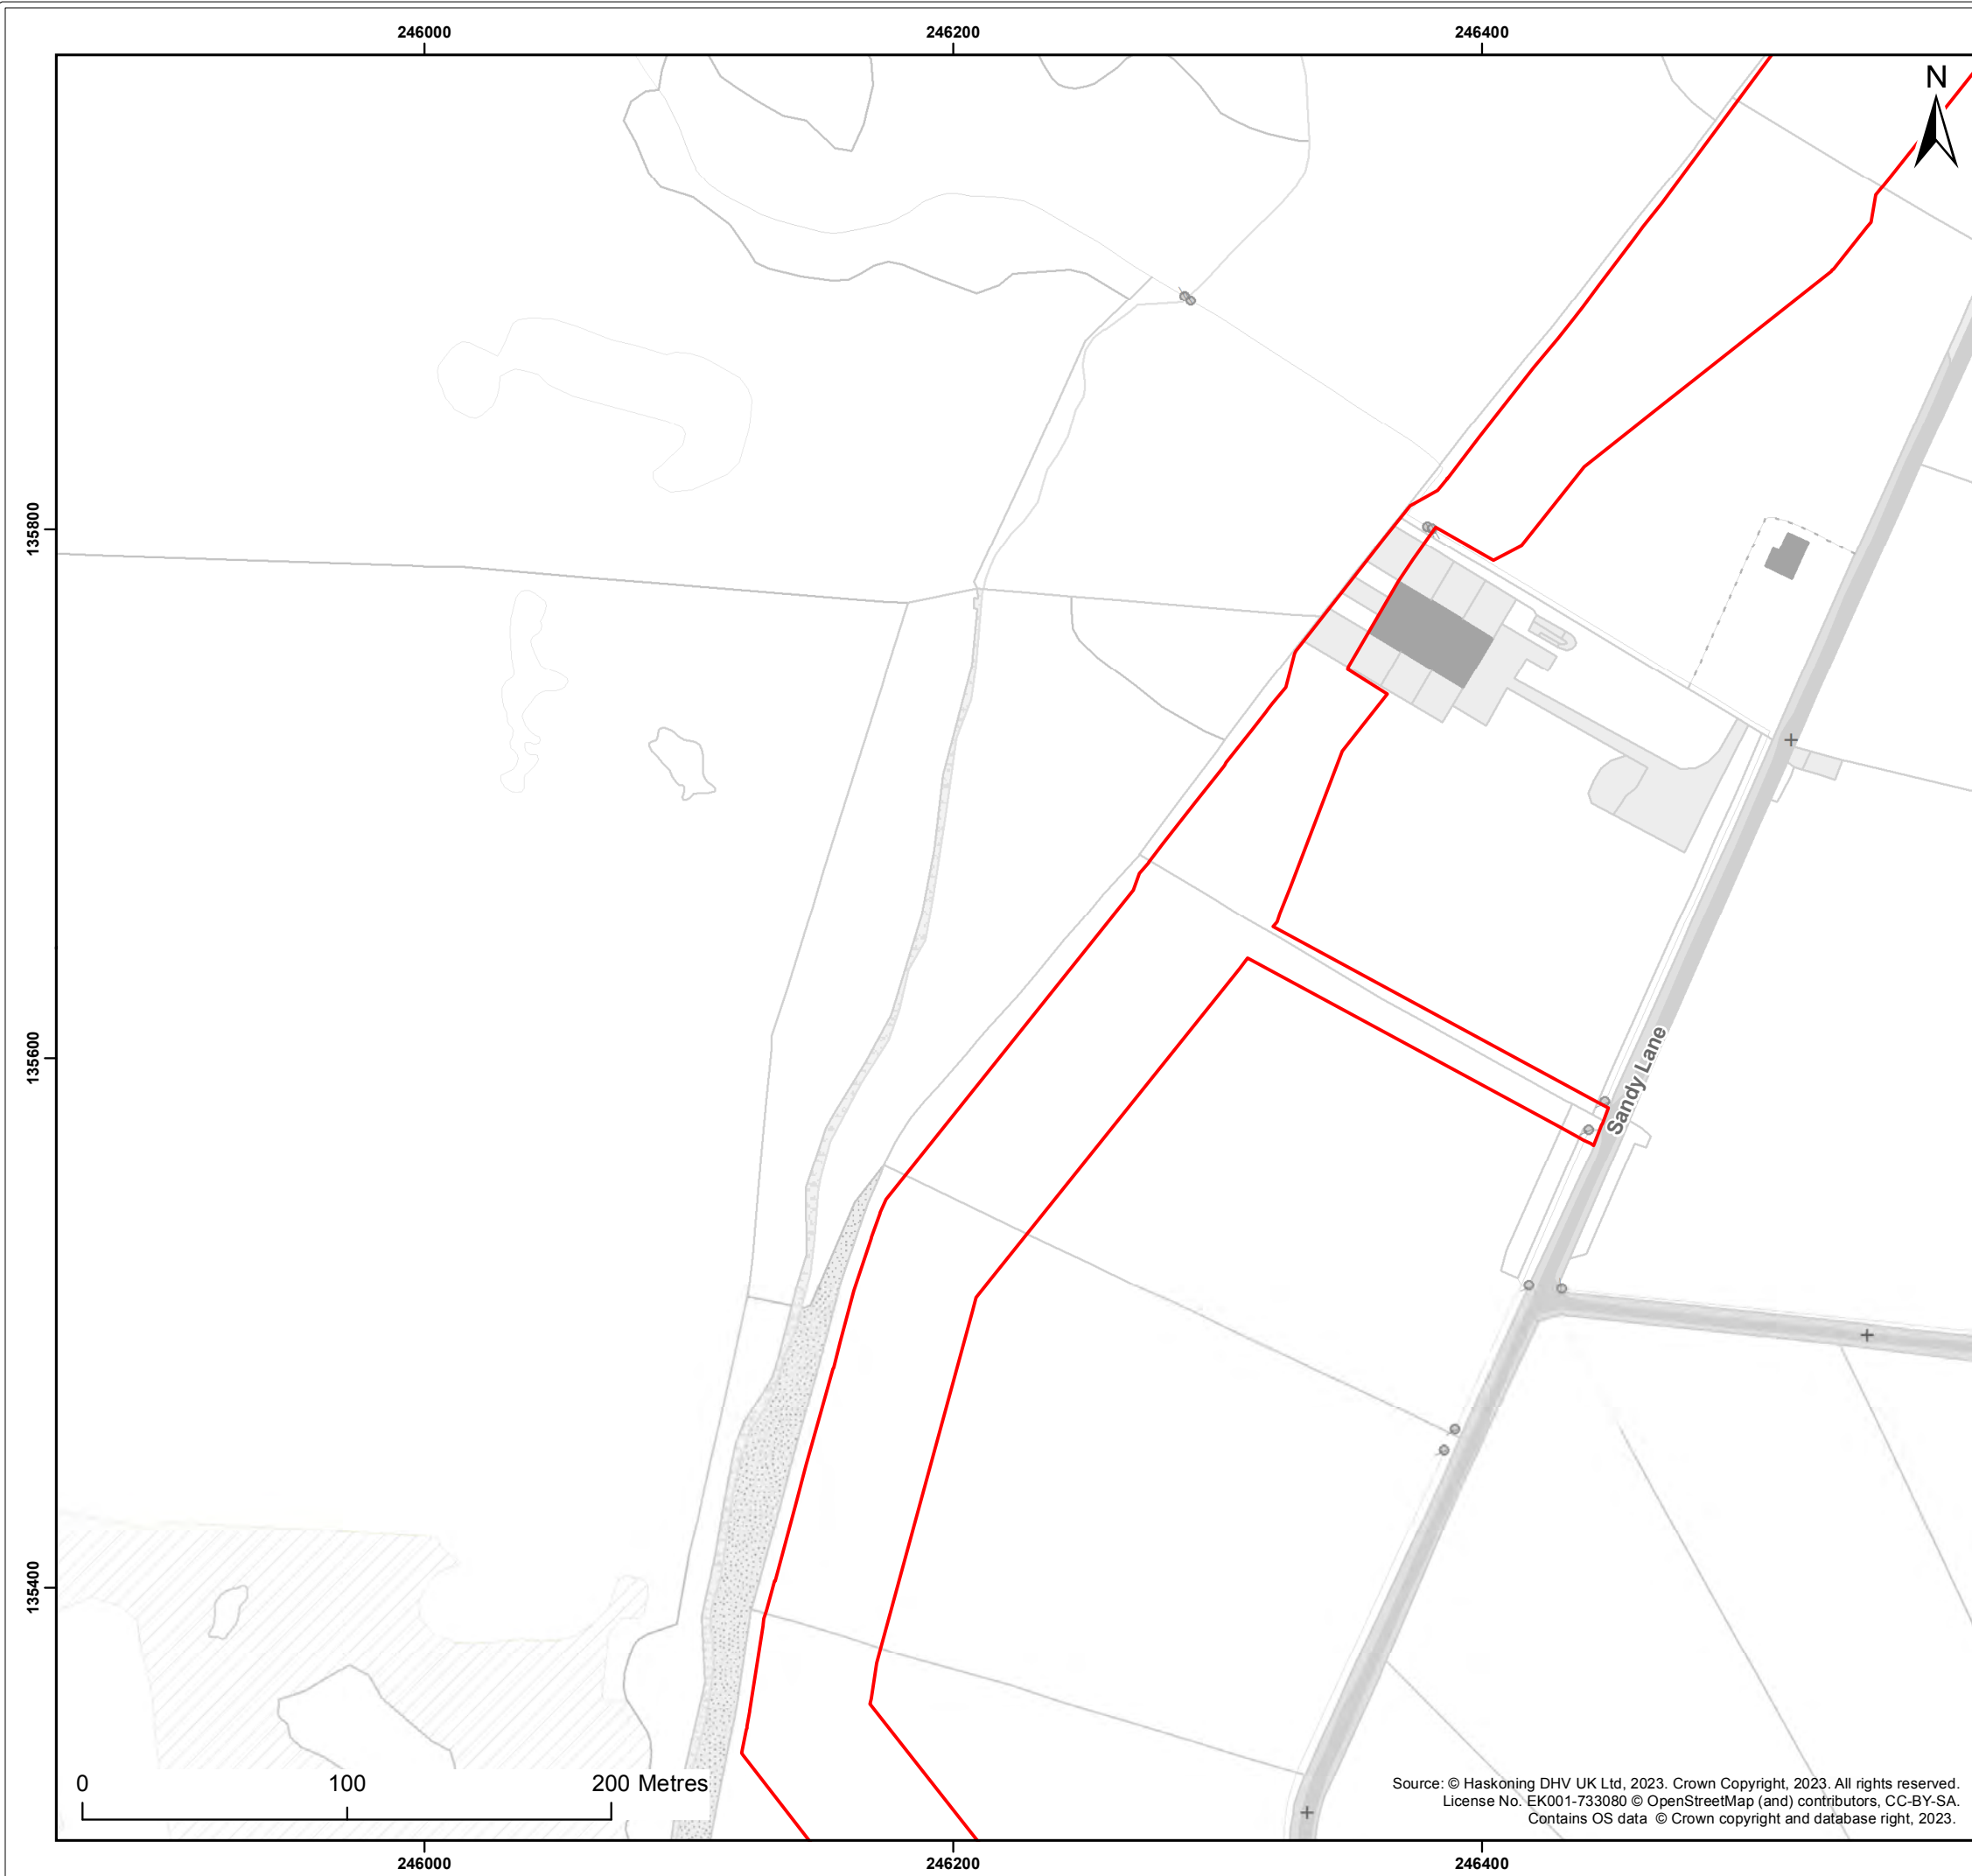 246000 246200 246400
N
135800
135600
Sandy Lane
135400
0 100 200 Metres
Source: © Haskoning DHV UK Ltd, 2023. Crown Copyright, 2023. All rights reserved.
License No. EK001-733080 © OpenStreetMap (and) contributors, CC-BY-SA.
Contains OS data © Crown copyright and database right, 2023.
246000 246200 246400